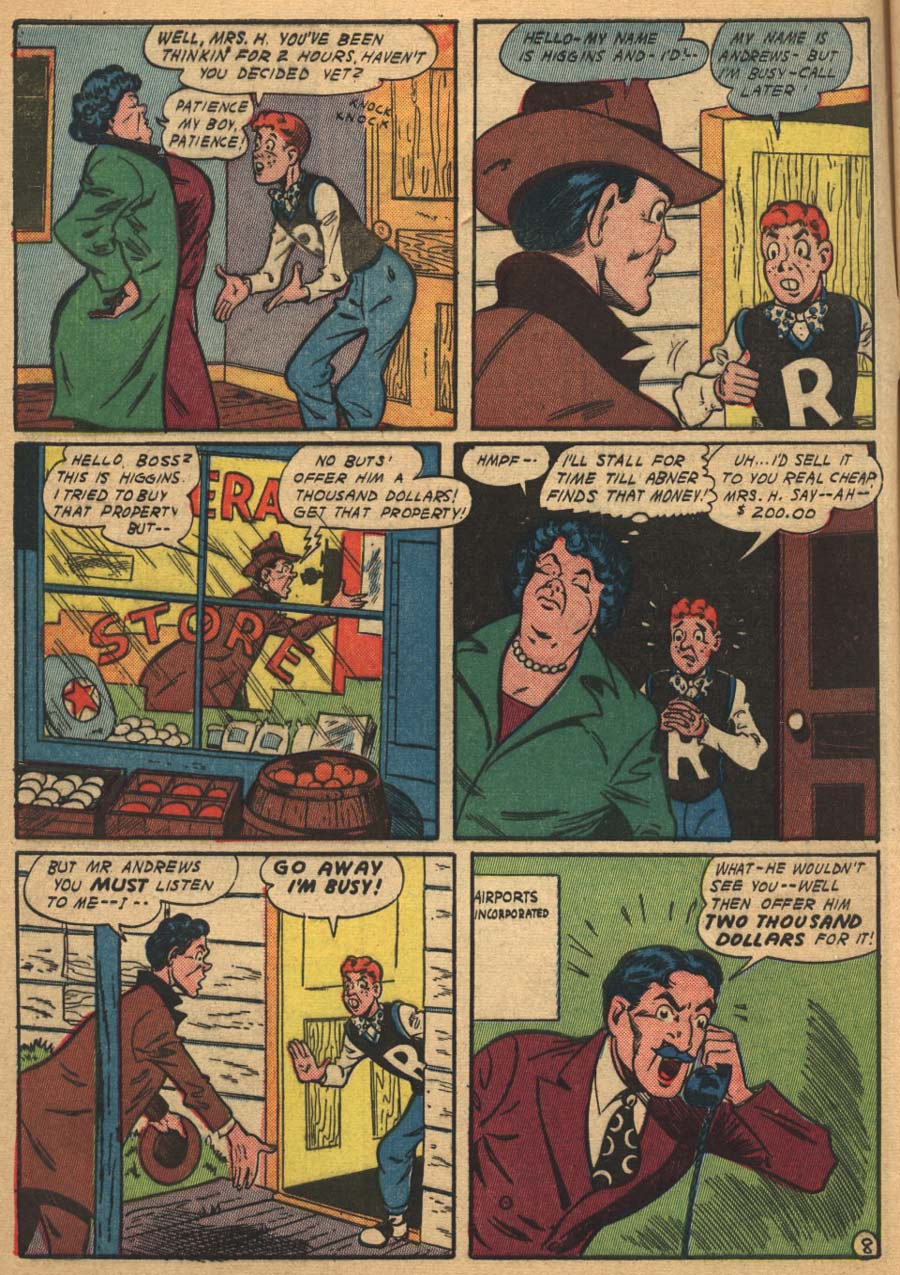 WELL, MRS. H. YOU'VE BEEN
THINKIN' FOR 2 HOURS, HAVEN'T
YOU DECIDED YET?
PATIENCE
MY BOY,
PATIENCE!
KNOCK
KNOCK
R
HELLO- MY NAME
IS HIGGINS AND- I'D!-
MY NAME IS
ANDREWS- BUT
I'M BUSY-CALL
LATER!
R
HELLO, BOSS?
THIS IS HIGGINS.
I TRIED TO BUY
THAT PROPERTY
BUT--
NO BUTS!
OFFER HIM A
THOUSAND DOLLARS!
GET THAT PROPERTY!
ERA
STORE
HMPF--
I'LL STALL FOR
TIME TILL ABNER
FINDS THAT MONEY!
UH...I'D SELL IT
TO YOU REAL CHEAP
MRS. H. SAY--AH--
$200.00
R
BUT MR ANDREWS
YOU MUST LISTEN
TO ME--I--
GO AWAY
I'M BUSY!
R
AIRPORTS
INCORPORATED
WHAT-HE WOULDN'T
SEE YOU--WELL
THEN OFFER HIM
TWO THOUSAND
DOLLARS FOR IT!
8